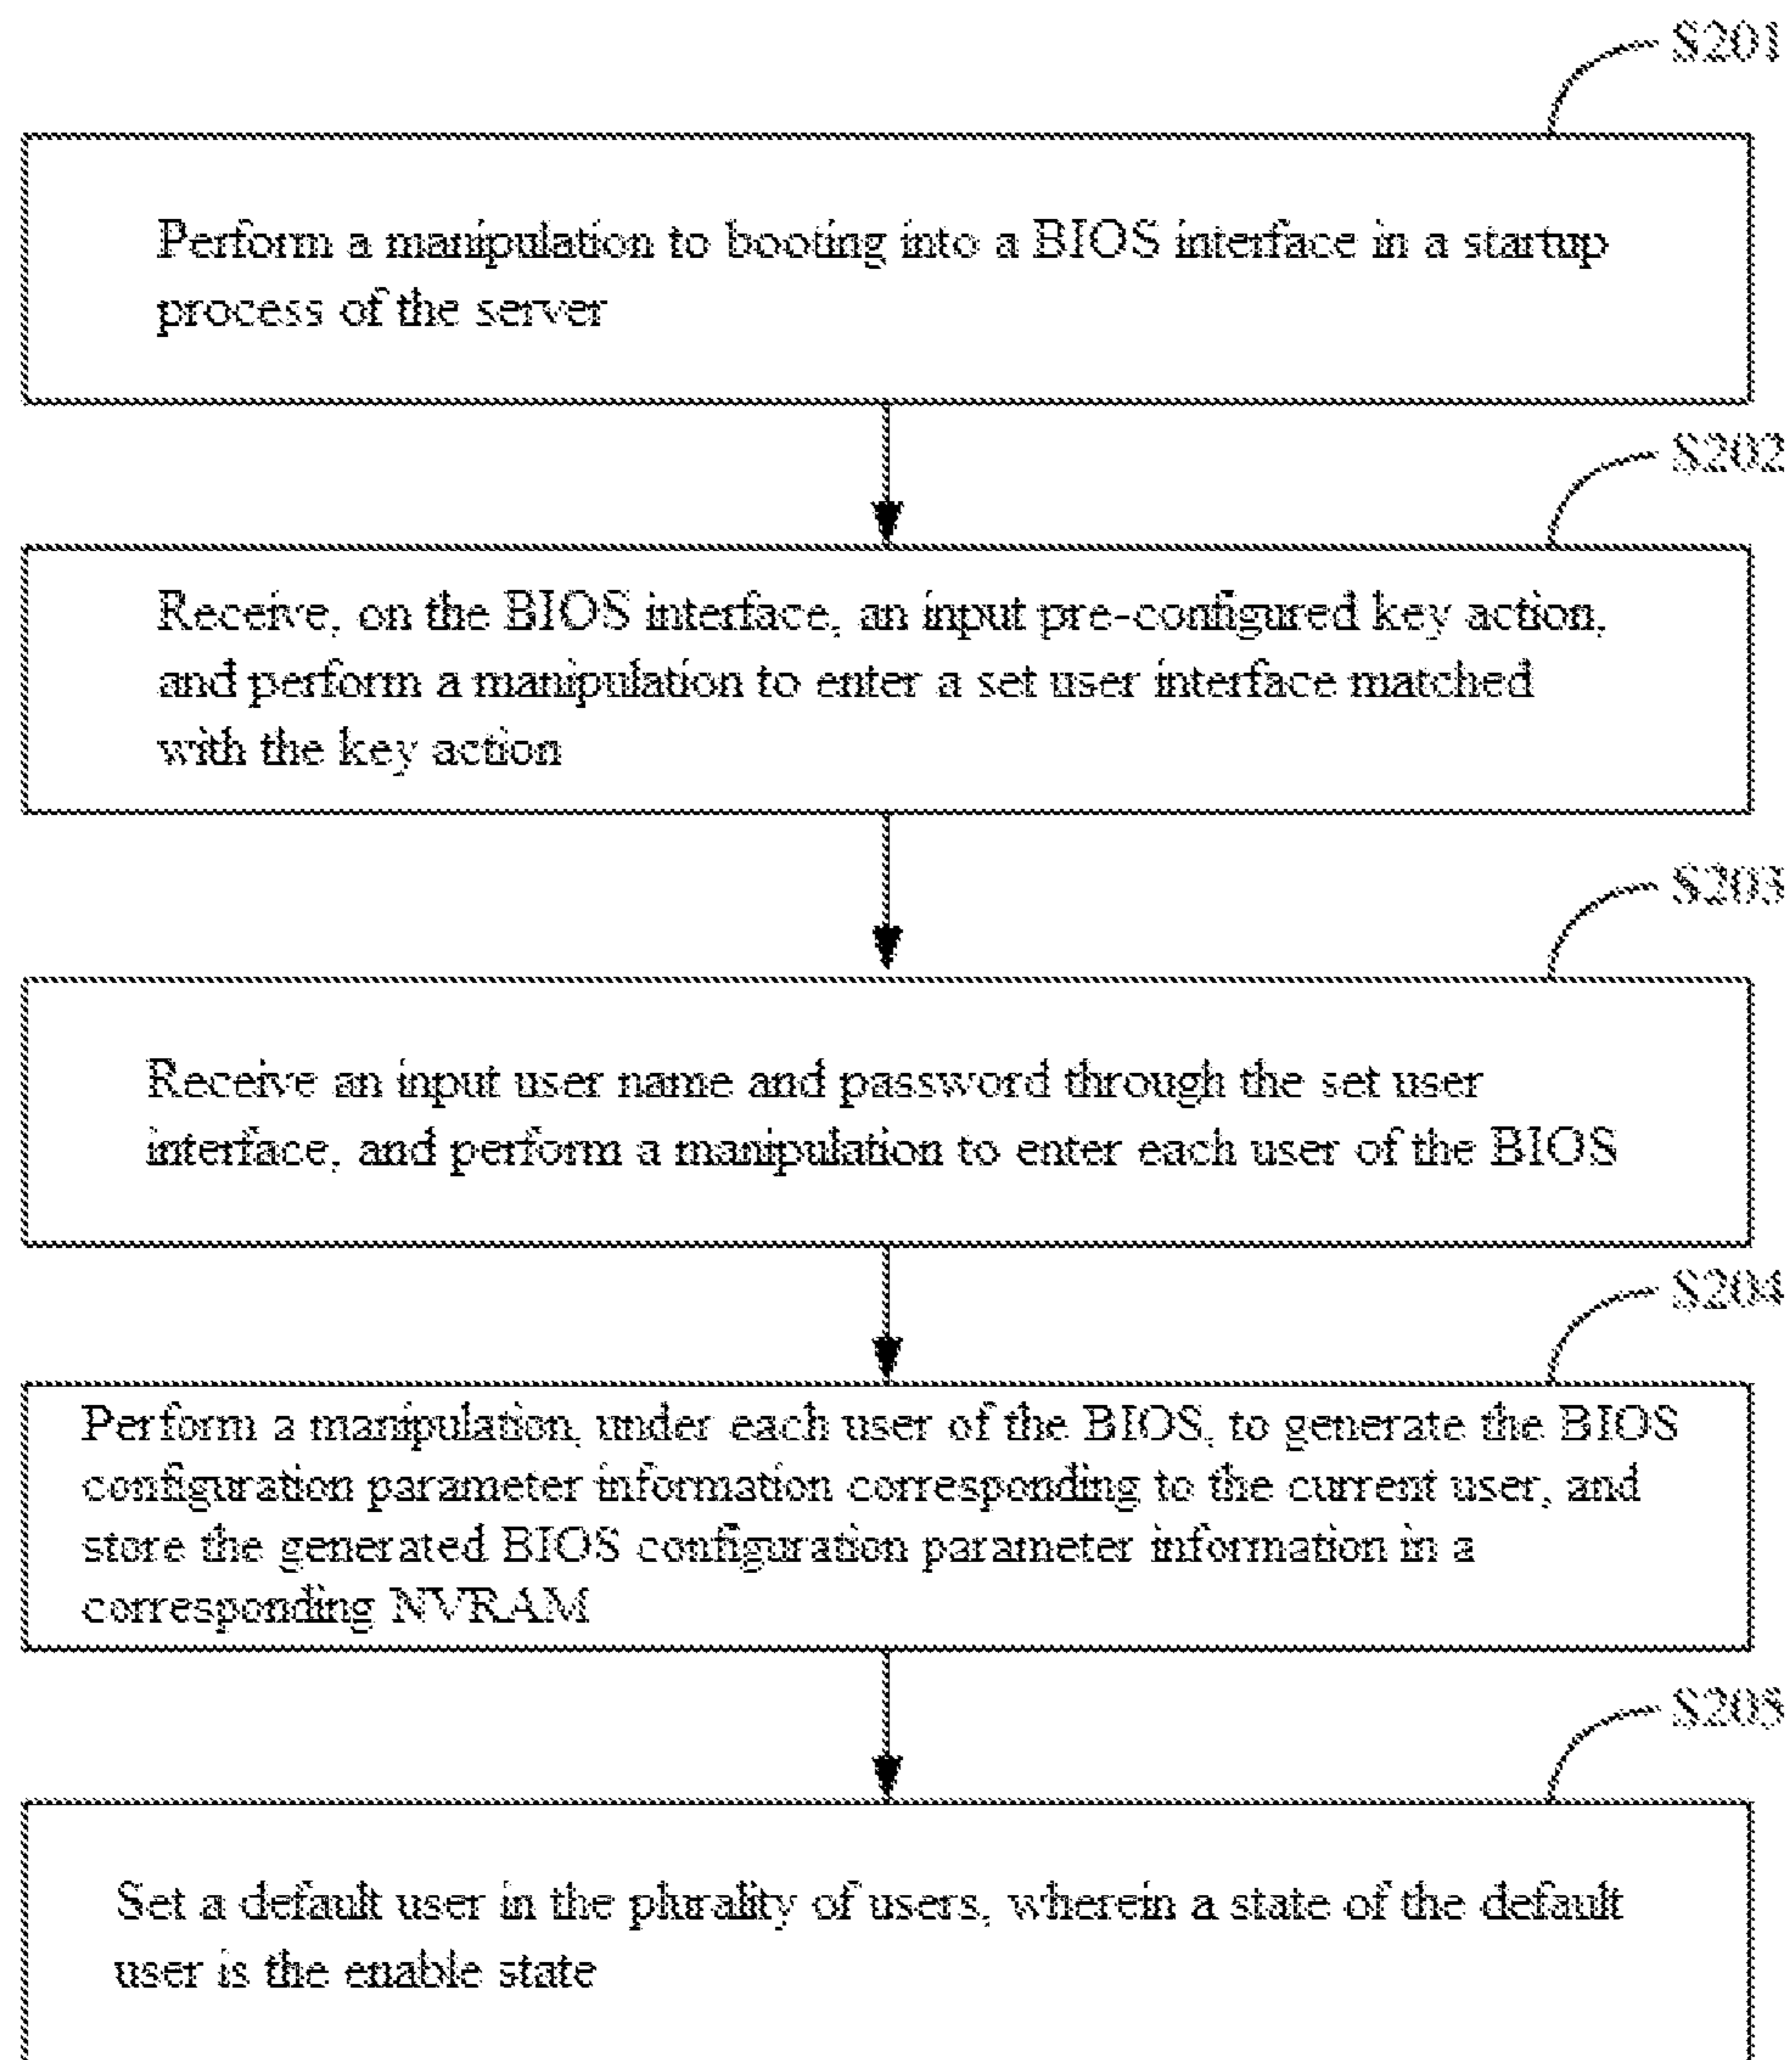 S201
Perform a manipulation to booting into a BIOS interface in a startup
process of the server
S202
Receive, on the BIOS interface, an input pre-configured key action,
and perform a manipulation to enter a set user interface matched
with the key action
S203
Receive an input user name and password through the set user
interface, and perform a manipulation to enter each user of the BIOS
S204
Perform a manipulation, under each user of the BIOS, to generate the BIOS
configuration parameter information corresponding to the current user, and
store the generated BIOS configuration parameter information in a
corresponding NVRAM
S205
Set a default user in the plurality of users, wherein a state of the default
user is the enable state